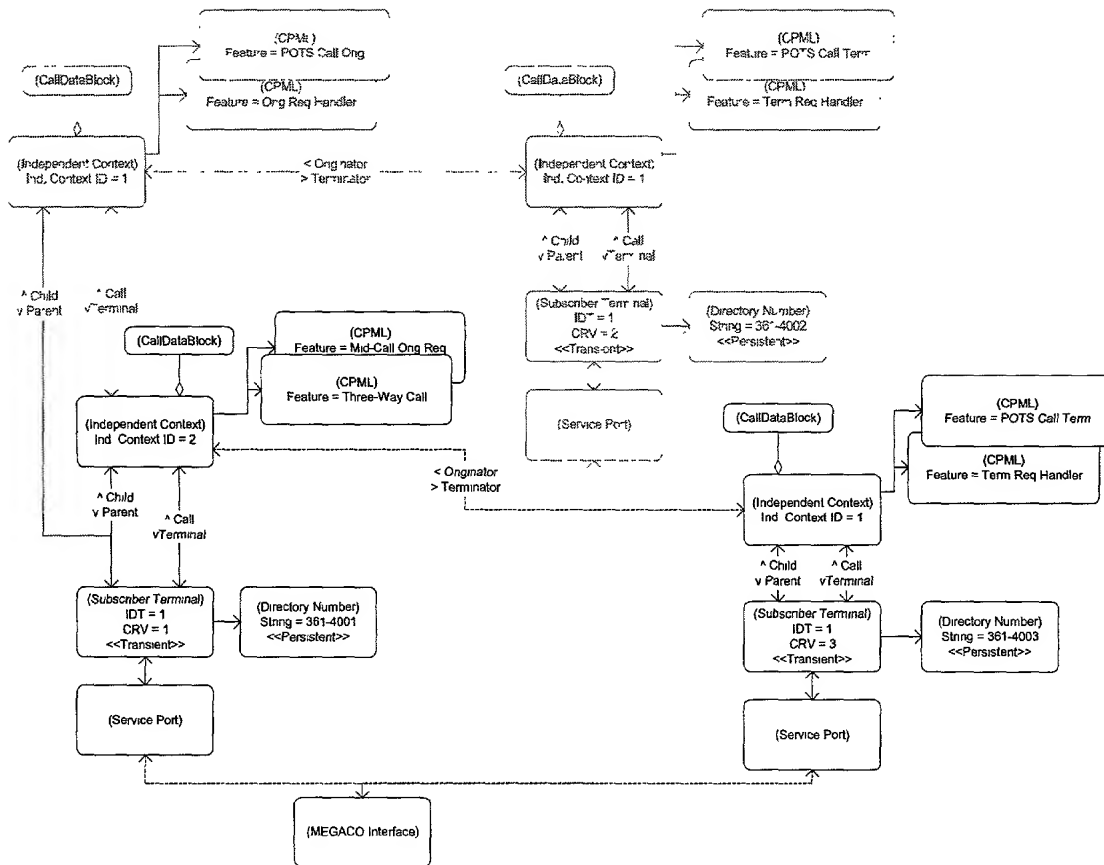 (CPML)
Feature = POTS Call Ong
(CallDataBlock)
(CPML)
Feature = Org Req Handler
(Independent Context)
Ind. Context ID = 1
(CPML)
Feature = POTS Call Term
(CallDataBlock)
(CPML)
Feature = Term Req Handler
< Originator
> Terminator
(Independent Context)
Ind. Context ID = 1
^ Child
v Parent
^ Call
vTerminal
^ Child
v Parent
^ Call
vTerminal
(Subscriber Terminal)
IDT = 1
CRV = 2
<<Transient>>
(Directory Number)
String = 361-4002
<<Persistent>>
(Service Port)
(CallDataBlock)
(CPML)
Feature = Mid-Call Ong Req
(CPML)
Feature = Three-Way Call
(Independent Context)
Ind Context ID = 2
< Originator
> Terminator
^ Child
v Parent
^ Call
vTerminal
(Subscriber Terminal)
IDT = 1
CRV = 1
<<Transient>>
(Directory Number)
String = 361-4001
<<Persistent>>
(Service Port)
(CallDataBlock)
(CPML)
Feature = POTS Call Term
(CPML)
Feature = Term Req Handler
(Independent Context)
Ind Context ID = 1
^ Child
v Parent
^ Call
vTerminal
(Subscriber Terminal)
IDT = 1
CRV = 3
<<Transient>>
(Directory Number)
String = 361-4003
<<Persistent>>
(Service Port)
(MEGACO Interface)